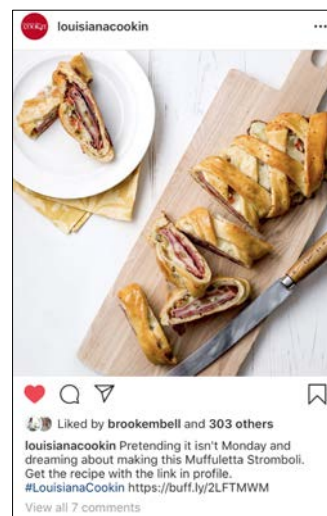 louisianacookin
Liked by brookembell and 303 others
louisianacookin Pretending it isn't Monday and
dreaming about making this Muffuletta Stromboli.
Get the recipe with the link in profile.
#LouisianaCookin https://buff.ly/2LFTMWM
View all 7 comments